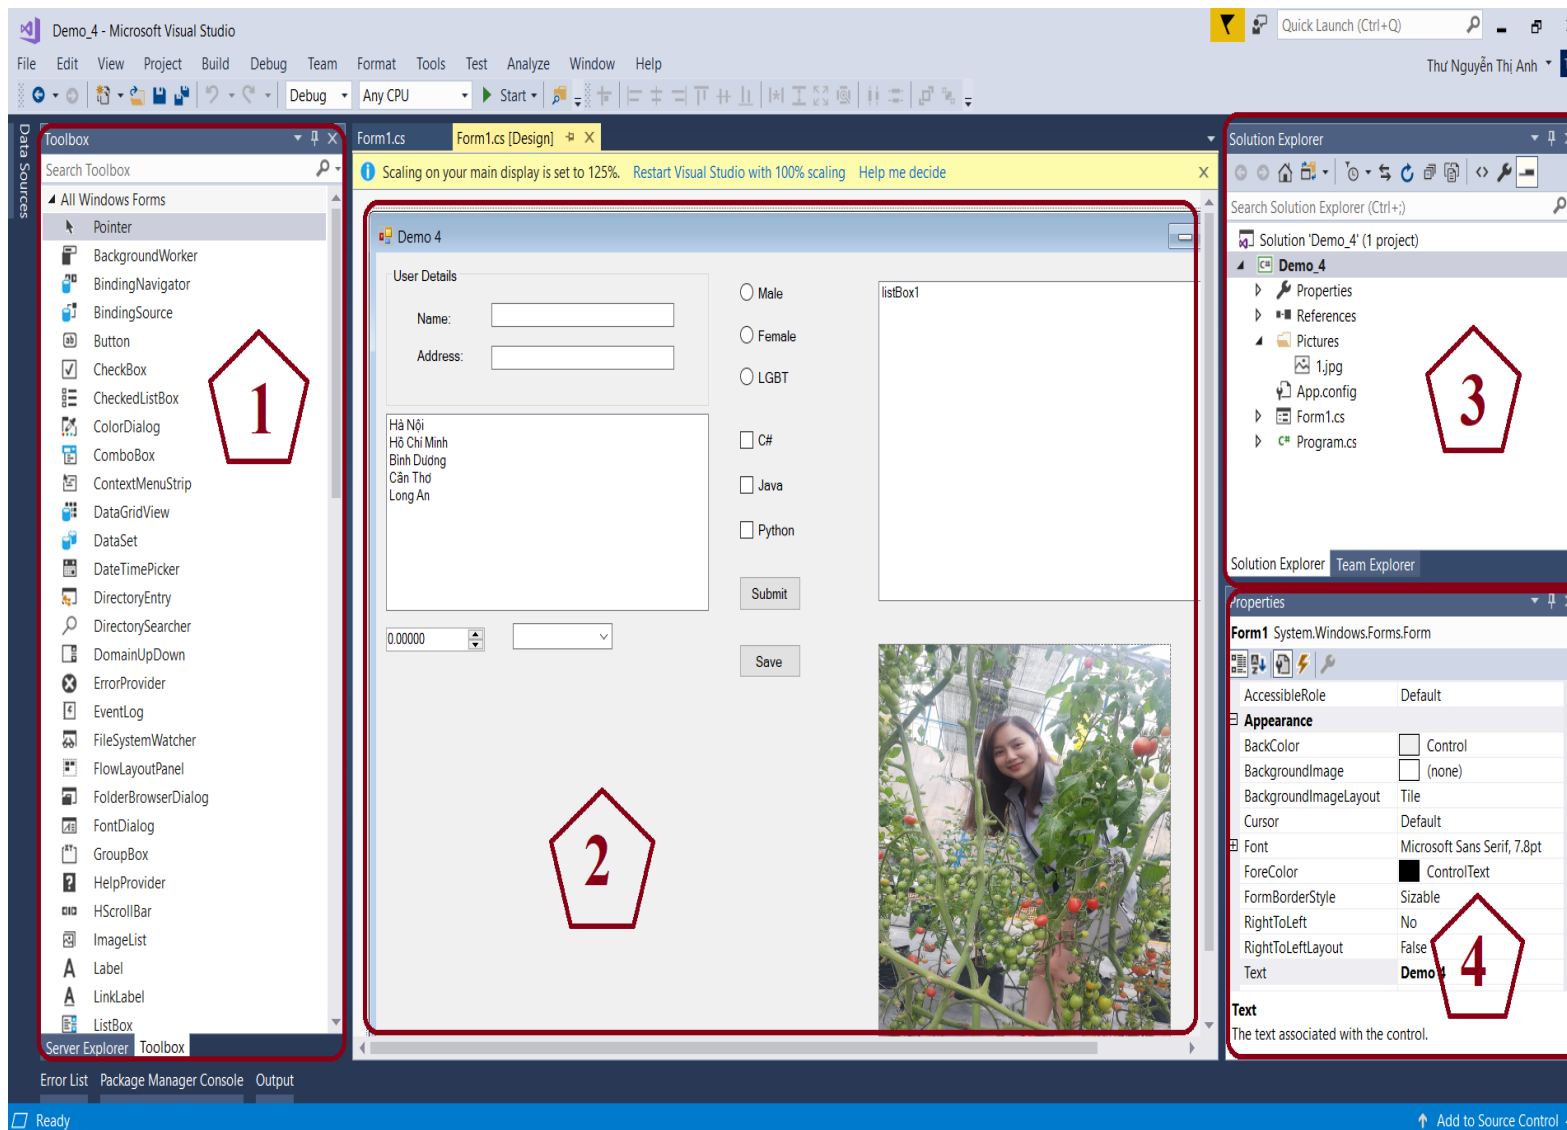 Demo_4 - Microsoft Visual Studio
Quick Launch (Ctrl+Q)
File Edit View Project Build Debug Team Format Tools Test Analyze Window Help
Thư Nguyễn Thị Anh
Debug Any CPU Start
Data Sources
Toolbox
Search Toolbox
All Windows Forms
Pointer
BackgroundWorker
BindingNavigator
BindingSource
Button
CheckBox
CheckedListBox
ColorDialog
ComboBox
ContextMenuStrip
DataGridView
DataSet
DateTimePicker
DirectoryEntry
DirectorySearcher
DomainUpDown
ErrorProvider
EventLog
FileSystemWatcher
FlowLayoutPanel
FolderBrowserDialog
FontDialog
GroupBox
HelpProvider
HScrollBar
ImageList
Label
LinkLabel
ListBox
Server Explorer Toolbox
1
Form1.cs Form1.cs [Design]
Scaling on your main display is set to 125%. Restart Visual Studio with 100% scaling Help me decide
Demo 4
User Details
Name:
Address:
Hà Nội
Hồ Chí Minh
Bình Dương
Cần Thơ
Long An
0.00000
Male
Female
LGBT
C#
Java
Python
Submit
Save
listBox1
2
Solution Explorer
Search Solution Explorer (Ctrl+;)
Solution 'Demo_4' (1 project)
Demo_4
Properties
References
Pictures
1.jpg
App.config
Form1.cs
Program.cs
3
Solution Explorer Team Explorer
Properties
Form1 System.Windows.Forms.Form
AccessibleRole Default
Appearance
BackColor Control
BackgroundImage (none)
BackgroundImageLayout Tile
Cursor Default
Font Microsoft Sans Serif, 7.8pt
ForeColor ControlText
FormBorderStyle Sizable
RightToLeft No
RightToLeftLayout False
Text Demo 4
4
Text
The text associated with the control.
Error List Package Manager Console Output
Ready
Add to Source Control